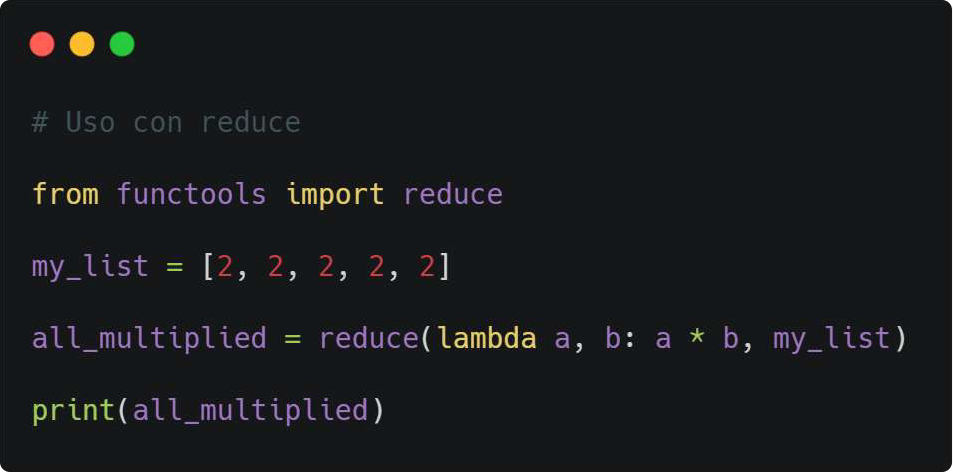 # Uso con reduce
from functools import reduce
my_list = [2, 2, 2, 2, 2]
all_multiplied = reduce(lambda a, b: a * b, my_list)
print(all_multiplied)